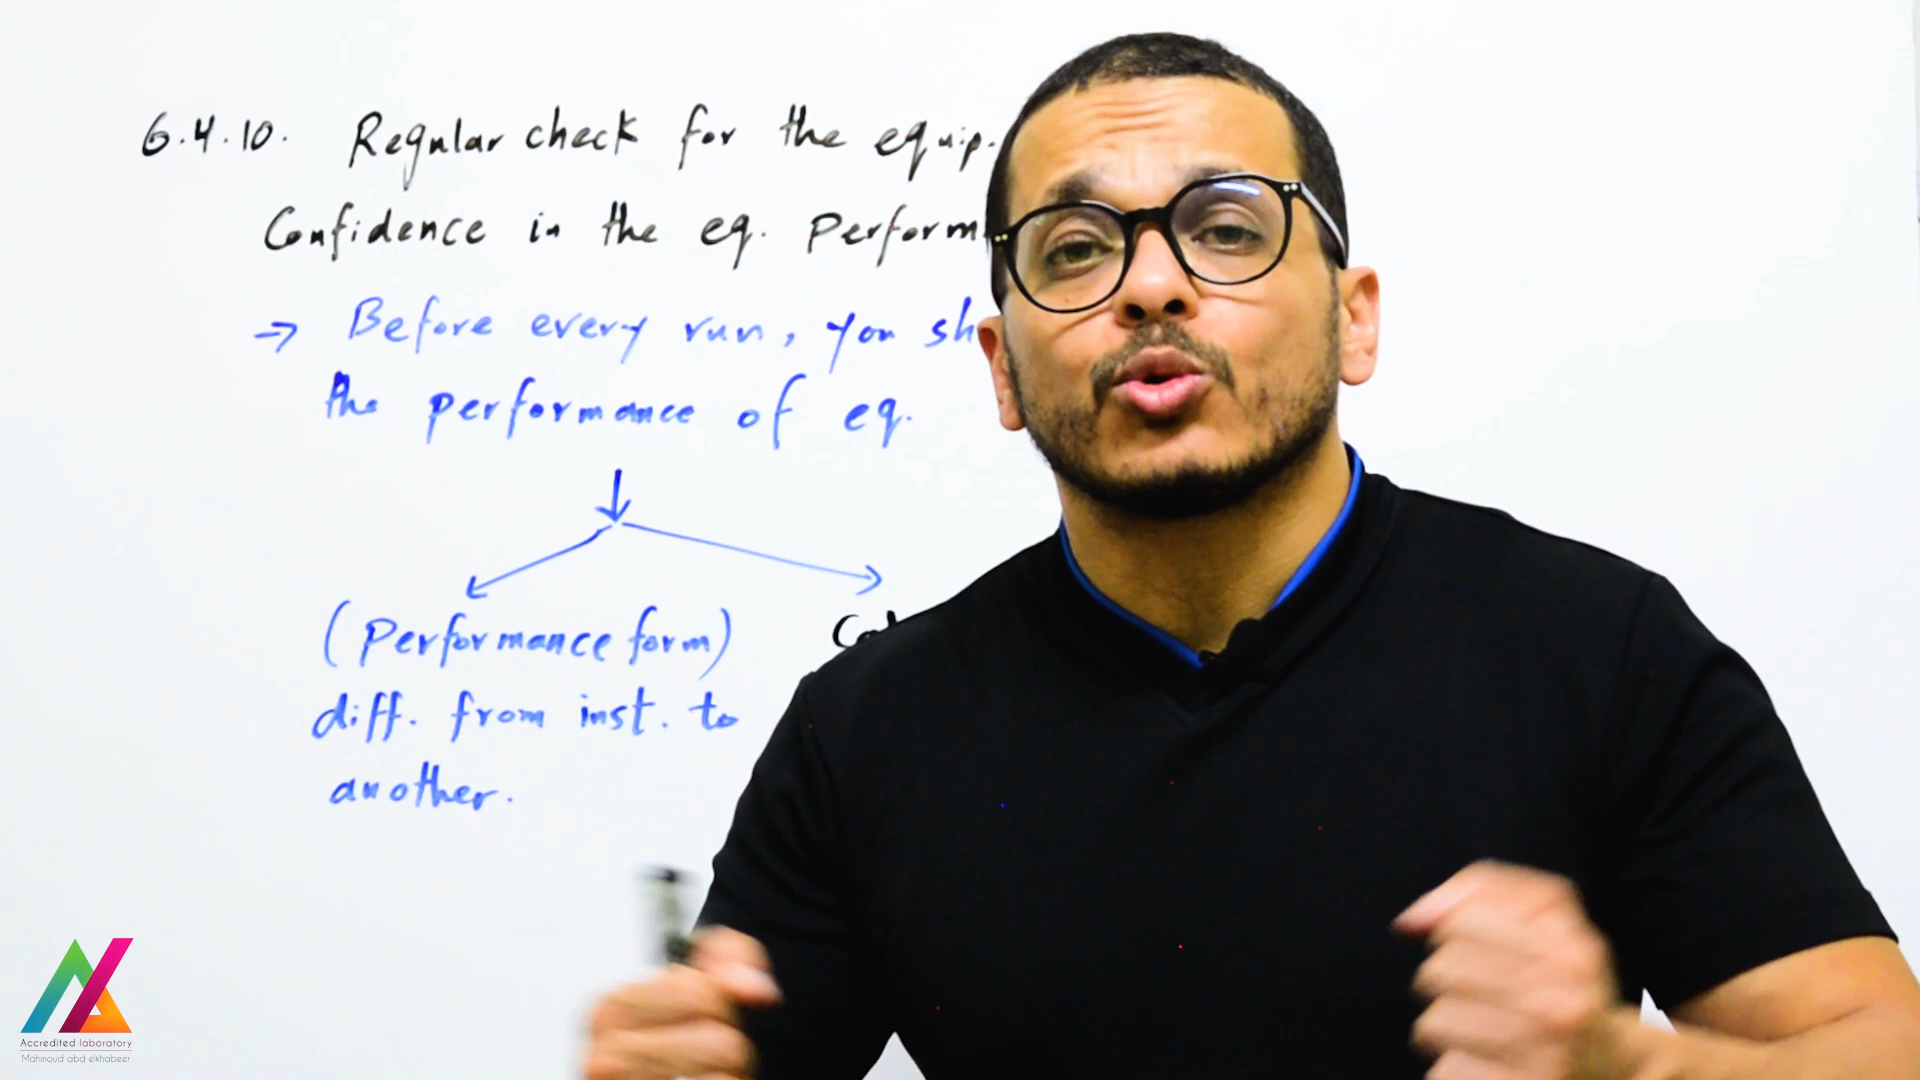 6.4.10. Regular check for the equip.
Confidence in the eq. Perform
→ Before every run, you sh
the performance of eq.
(performance form)
diff. from inst. to
another.
Accredited laboratory
Mahmoud abd elkhabeer